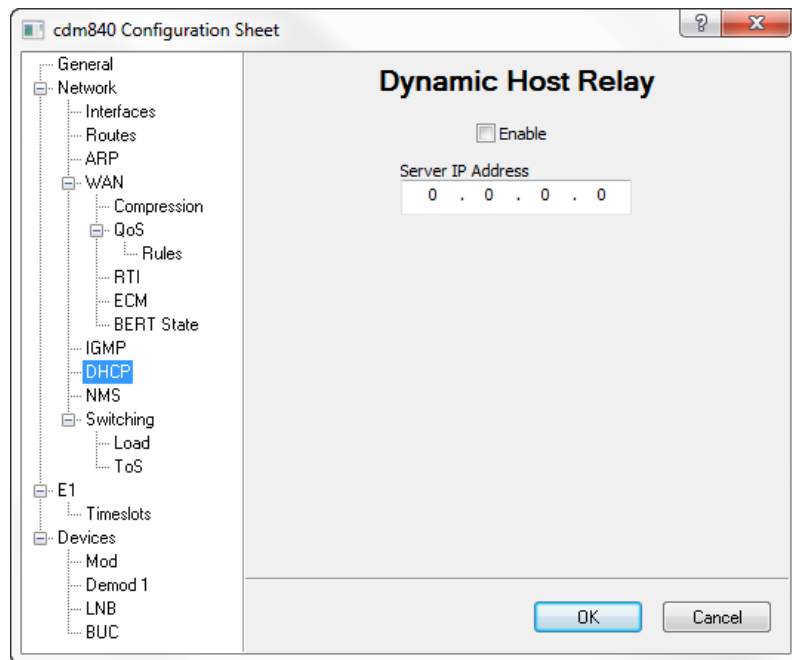 cdm840 Configuration Sheet
?
General
Network
Interfaces
Routes
ARP
WAN
Compression
QoS
Rules
RTI
ECM
BERT State
IGMP
DHCP
NMS
Switching
Load
ToS
E1
Timeslots
Devices
Mod
Demod 1
LNB
BUC
Dynamic Host Relay
Enable
Server IP Address
0 . 0 . 0 . 0
OK Cancel